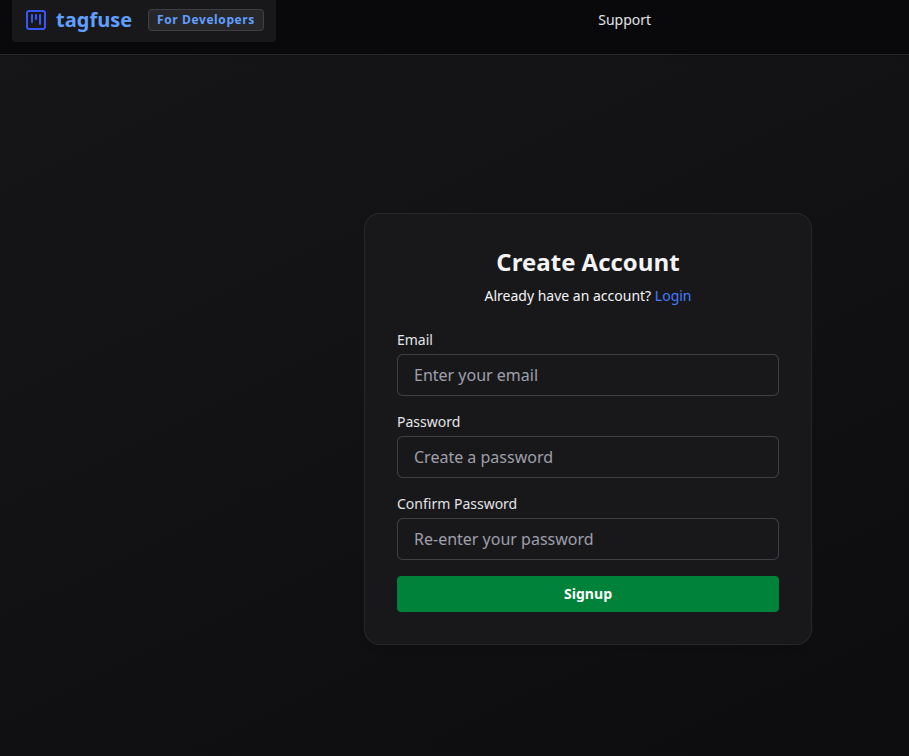 tagfuse For Developers Support
Create Account
Already have an account? Login
Email
Enter your email
Password
Create a password
Confirm Password
Re-enter your password
Signup